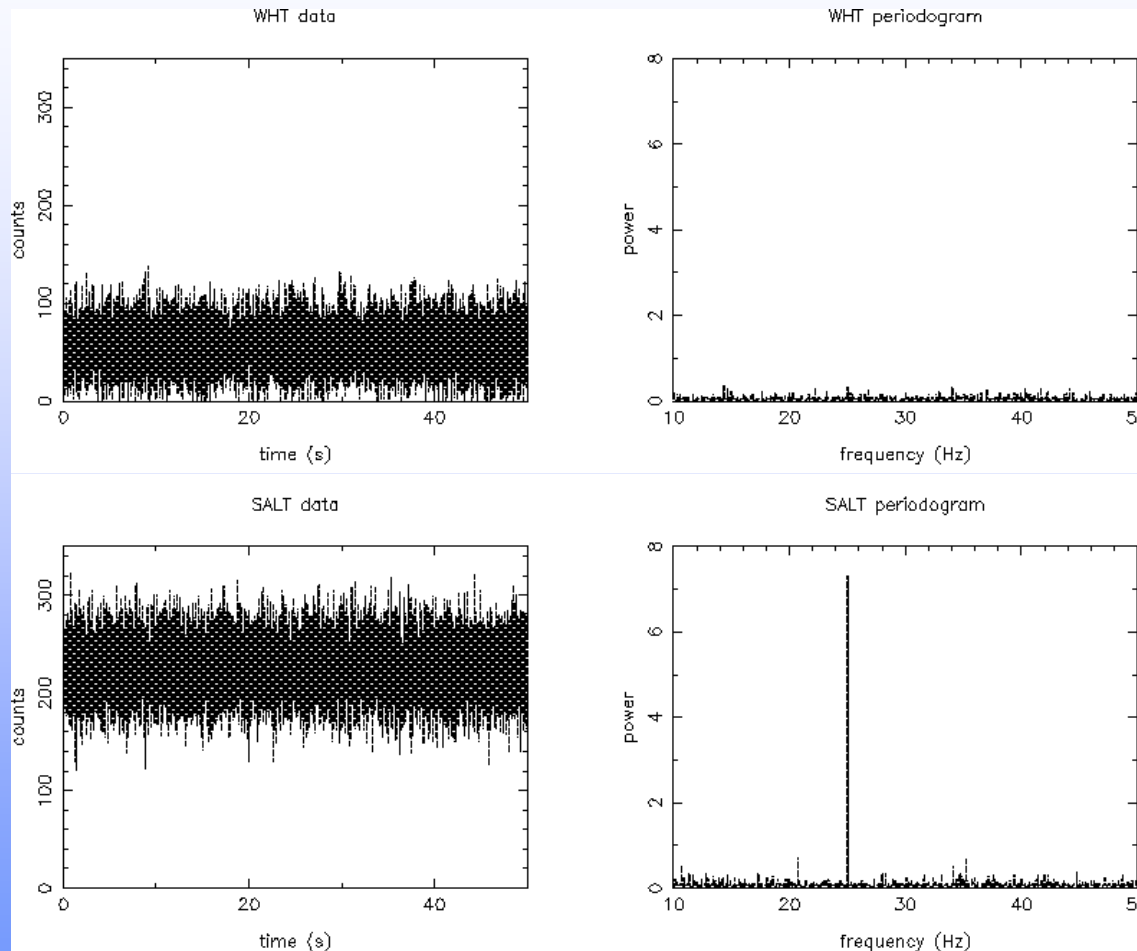 WHT data
counts
0 100 200 300
0 20 40
time (s)
WHT periodogram
power
0 2 4 6 8
10 20 30 40 5
frequency (Hz)
SALT data
counts
0 100 200 300
0 20 40
time (s)
SALT periodogram
power
0 2 4 6 8
10 20 30 40 5
frequency (Hz)